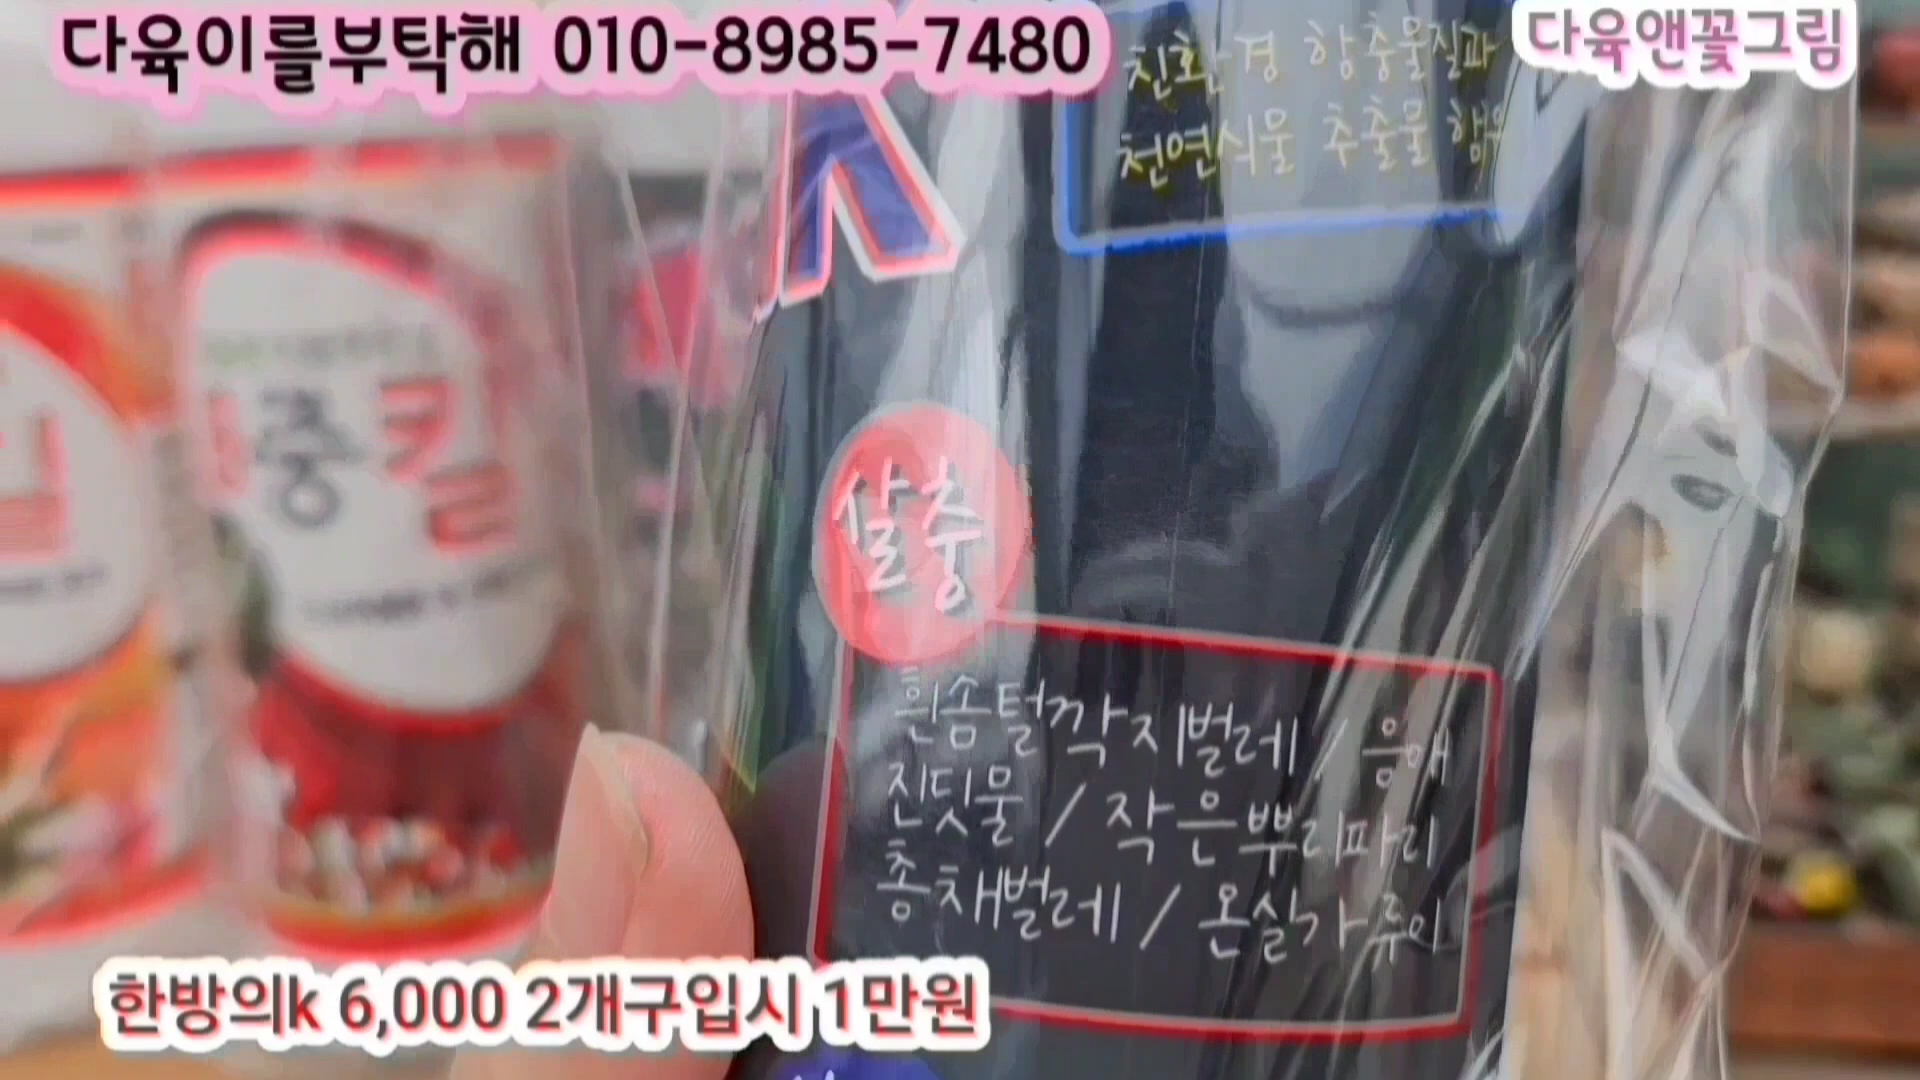 다육이를부탁해 010-8985-7480
다육앤꽃그림
친환경 항충물질과
천연식물 추출물 함유
K
충킬
살충
흰솜털깍지벌레 / 응애
진딧물 / 작은뿌리파리
총채벌레 / 온실가루이
한방의k 6,000 2개구입시 1만원